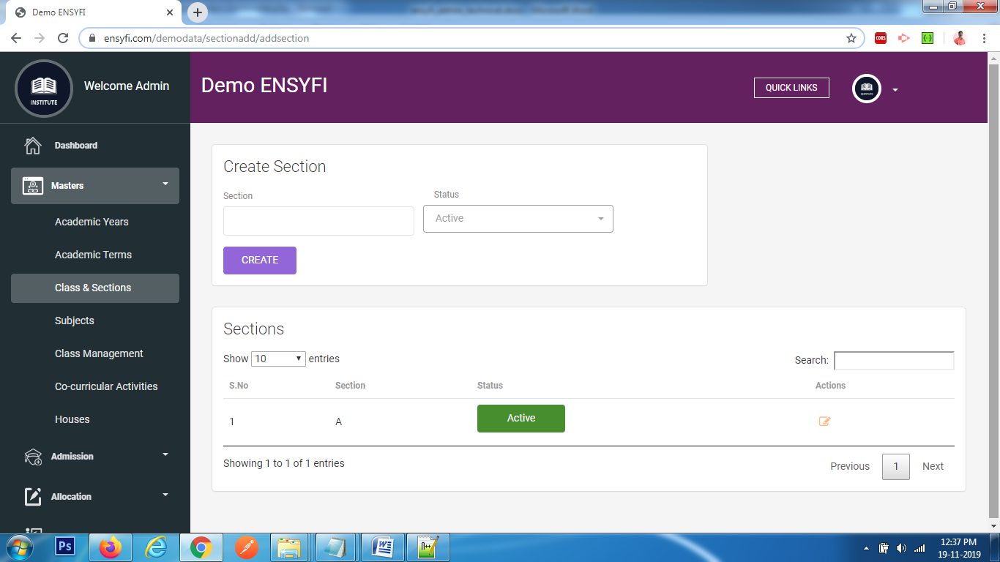 Demo ENSYFI
ensyfi.com/demodata/sectionadd/addsection
CORS
INSTITUTE
Welcome Admin
Demo ENSYFI
QUICK LINKS
INSTITUTE
Dashboard
Masters
Academic Years
Academic Terms
Class & Sections
Subjects
Class Management
Co-curricular Activities
Houses
Admission
Allocation
Create Section
Section
Status
Active
CREATE
Sections
Show 10 entries
Search:
S.No Section Status Actions
1 A Active
Showing 1 to 1 of 1 entries
Previous 1 Next
Ps
12:37 PM
19-11-2019